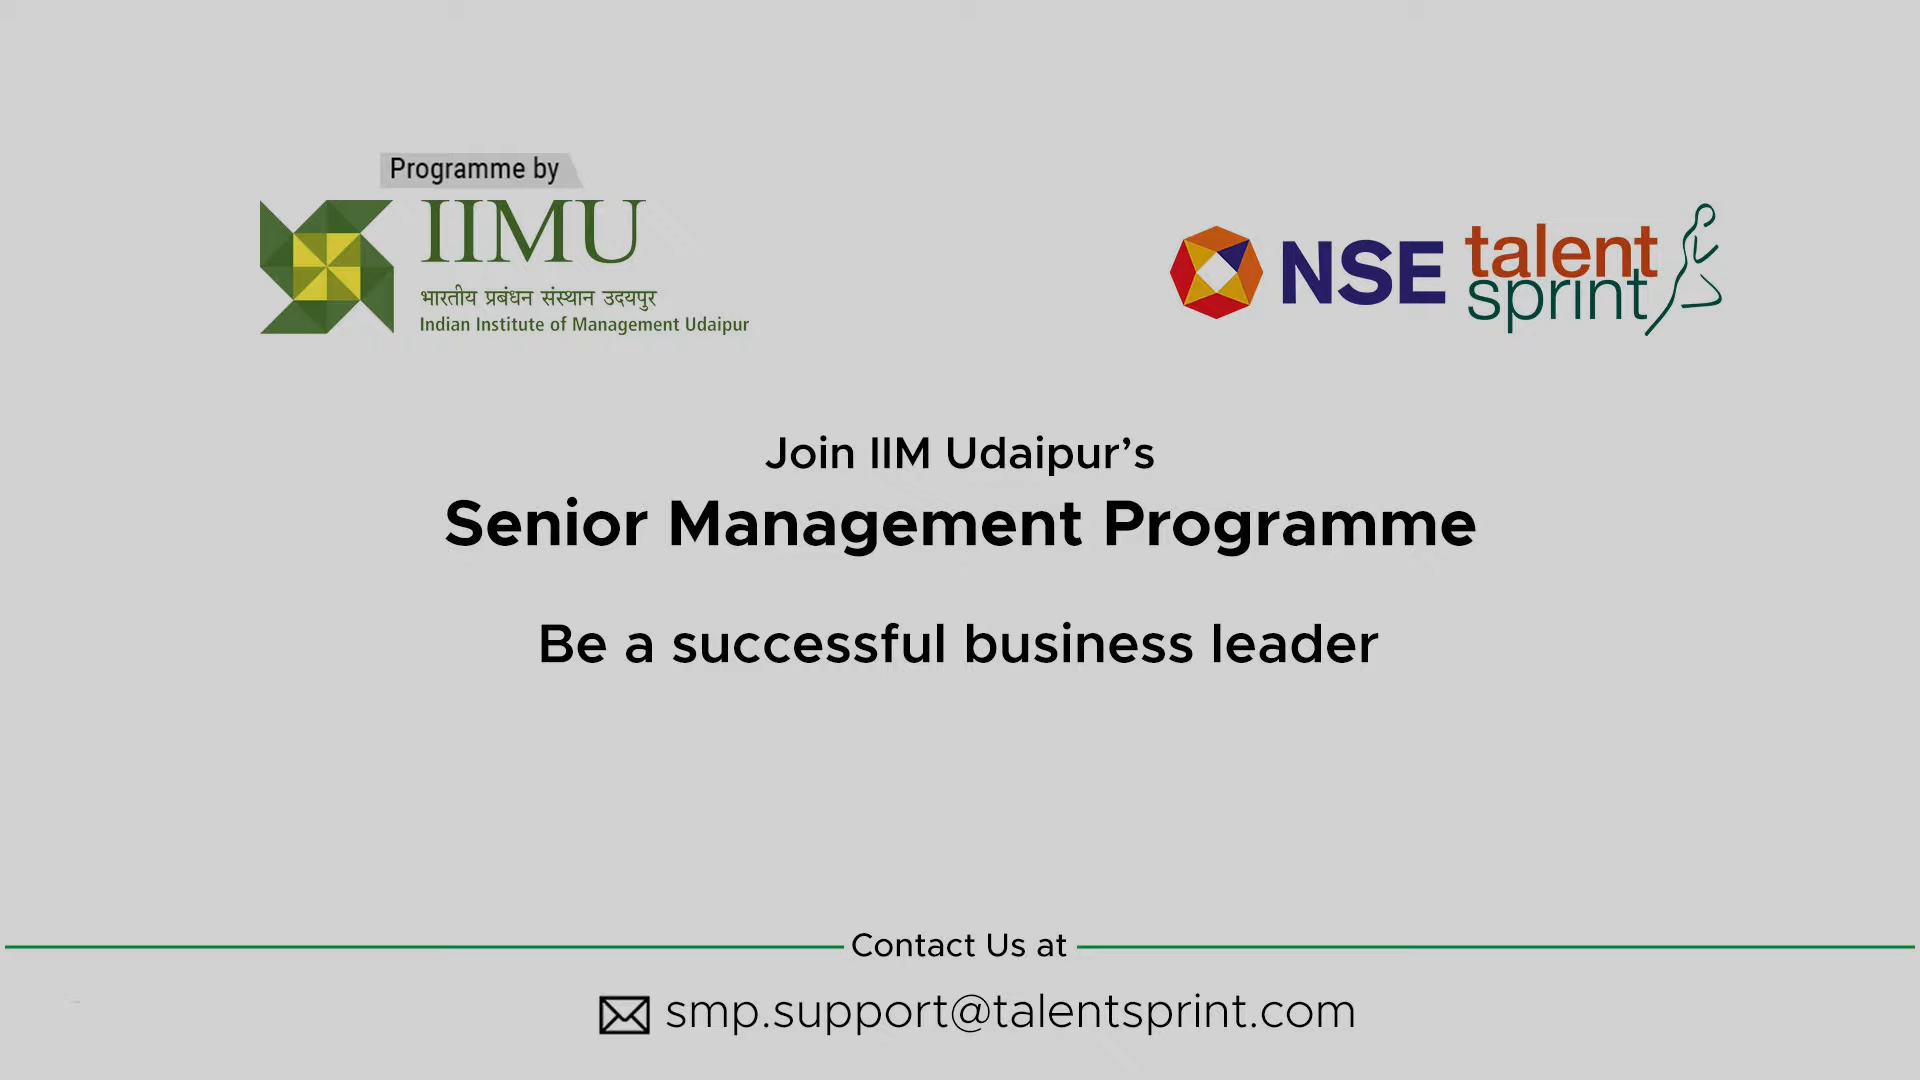 Programme by
IIMU
भारतीय प्रबंधन संस्थान उदयपुर
Indian Institute of Management Udaipur
NSE talent sprint
Join IIM Udaipur’s
Senior Management Programme
Be a successful business leader
Contact Us at
smp.support@talentsprint.com